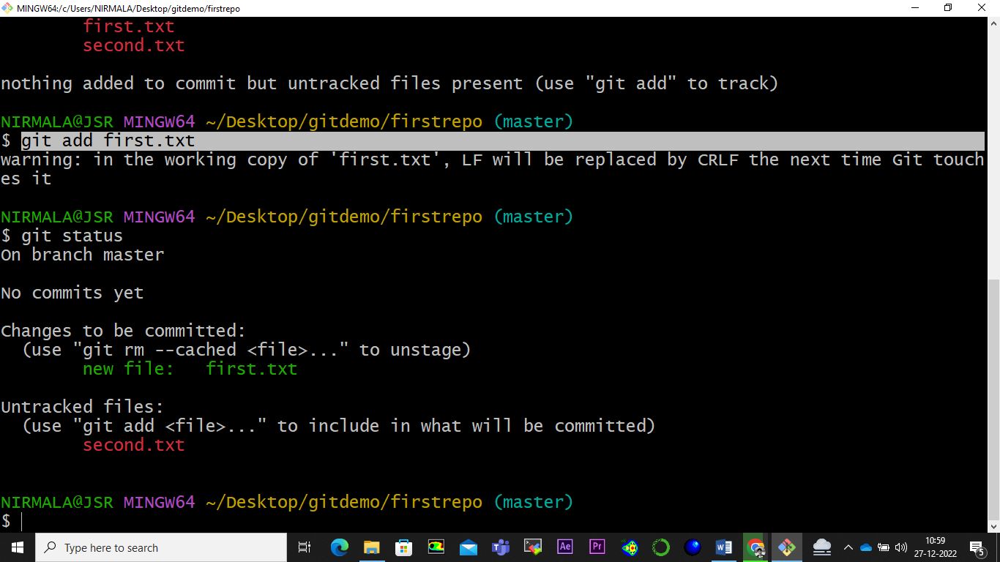 MINGW64:/c/Users/NIRMALA/Desktop/gitdemo/firstrepo
first.txt
second.txt
nothing added to commit but untracked files present (use "git add" to track)
NIRMALA@JSR MINGW64 ~/Desktop/gitdemo/firstrepo (master)
$ git add first.txt
warning: in the working copy of 'first.txt', LF will be replaced by CRLF the next time Git touch
es it
NIRMALA@JSR MINGW64 ~/Desktop/gitdemo/firstrepo (master)
$ git status
On branch master
No commits yet
Changes to be committed:
(use "git rm --cached <file>..." to unstage)
new file:   first.txt
Untracked files:
(use "git add <file>..." to include in what will be committed)
second.txt
NIRMALA@JSR MINGW64 ~/Desktop/gitdemo/firstrepo (master)
$
Type here to search
Ae
Pr
10:59
27-12-2022
5